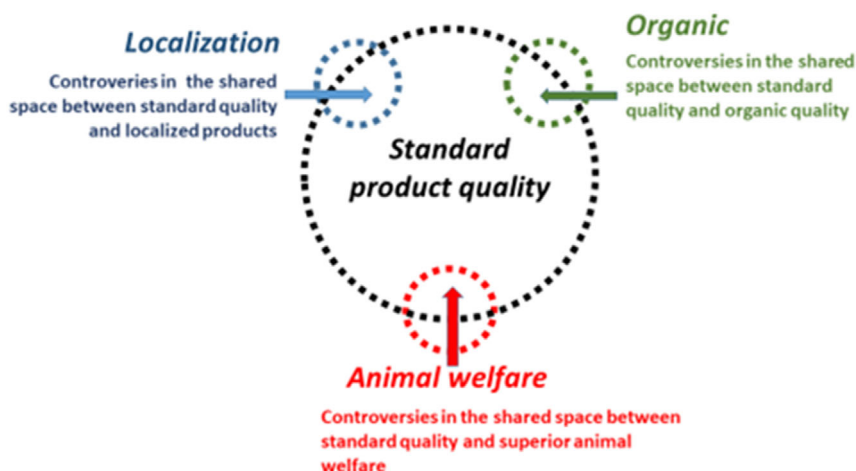 Localization
Controveries in the shared
space between standard quality
and localized products
Organic
Controversies in the shared
space between standard
quality and organic quality
Standard
product quality
Animal welfare
Controversies in the shared space between
standard quality and superior animal
welfare